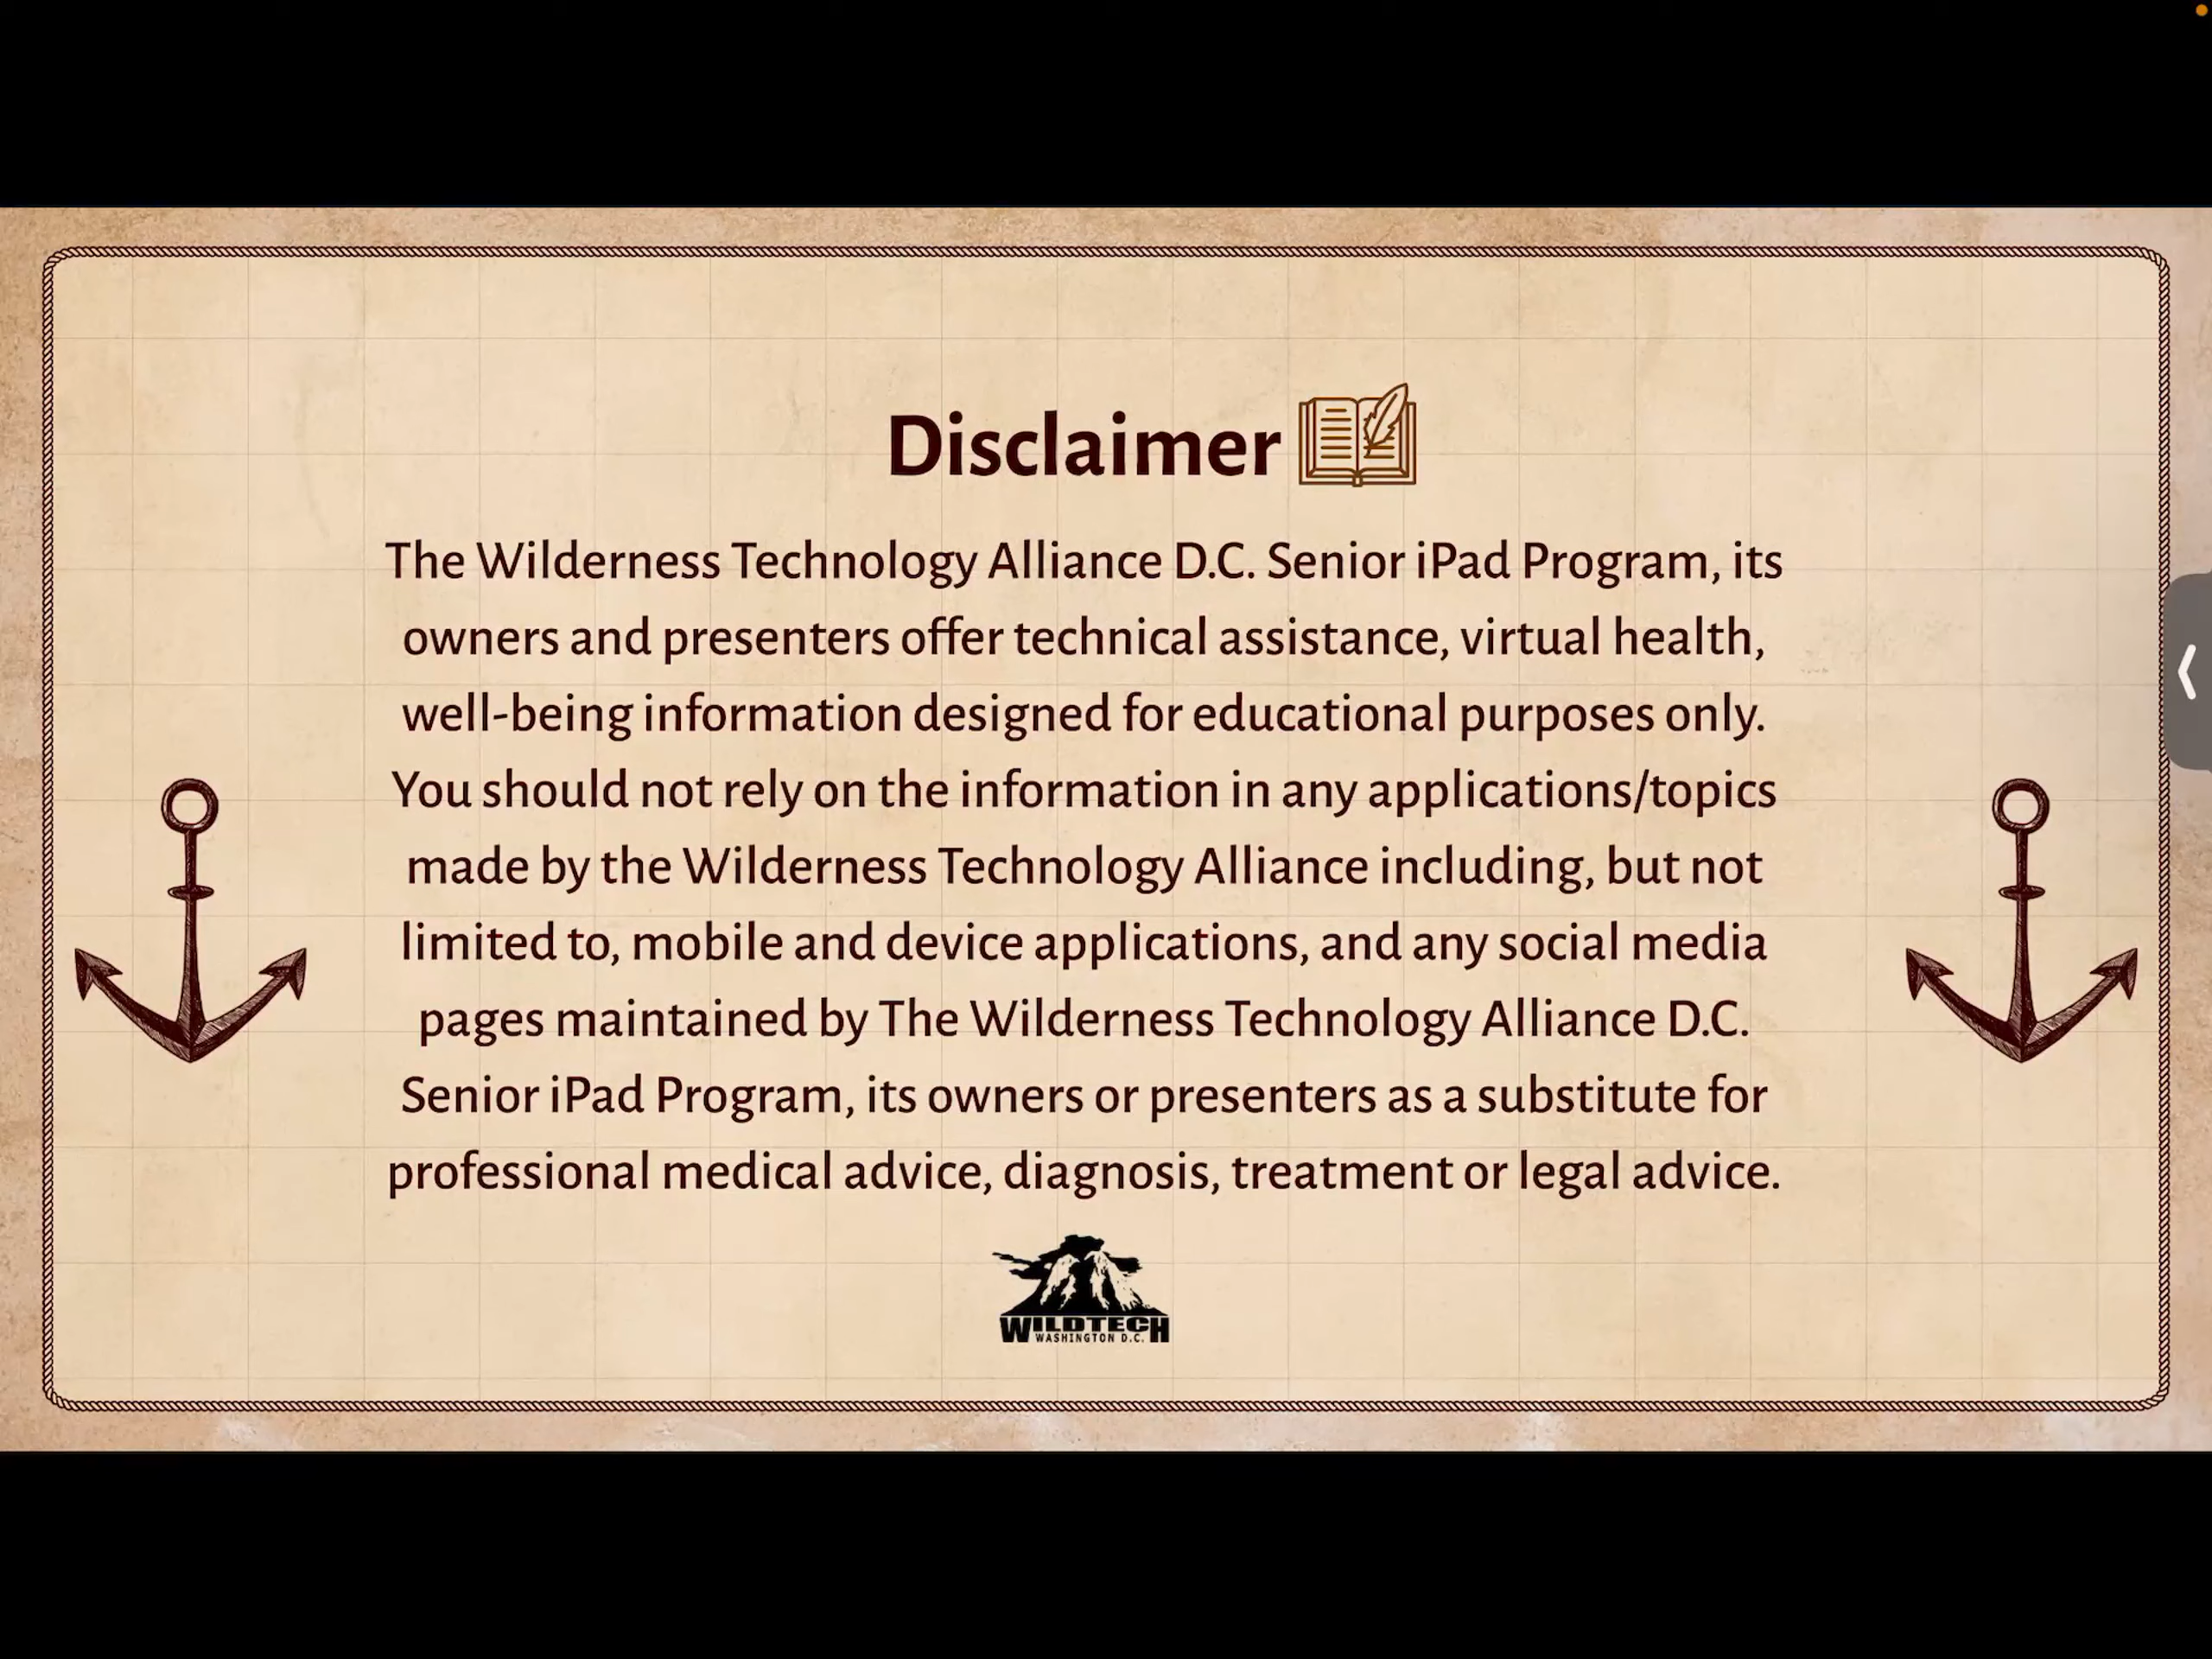 Disclaimer
The Wilderness Technology Alliance D.C. Senior iPad Program, its
owners and presenters offer technical assistance, virtual health,
well-being information designed for educational purposes only.
You should not rely on the information in any applications/topics
made by the Wilderness Technology Alliance including, but not
limited to, mobile and device applications, and any social media
pages maintained by The Wilderness Technology Alliance D.C.
Senior iPad Program, its owners or presenters as a substitute for
professional medical advice, diagnosis, treatment or legal advice.
WILDTECH
WASHINGTON D.C.